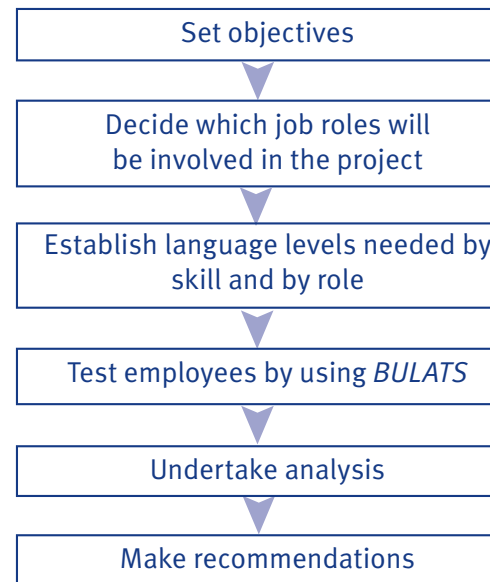 Set objectives
Decide which job roles will
be involved in the project
Establish language levels needed by
skill and by role
Test employees by using BULATS
Undertake analysis
Make recommendations